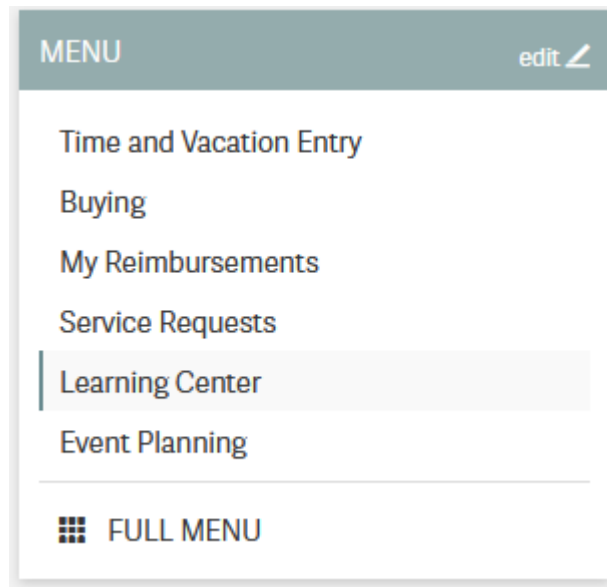 MENU
edit
Time and Vacation Entry
Buying
My Reimbursements
Service Requests
Learning Center
Event Planning
FULL MENU